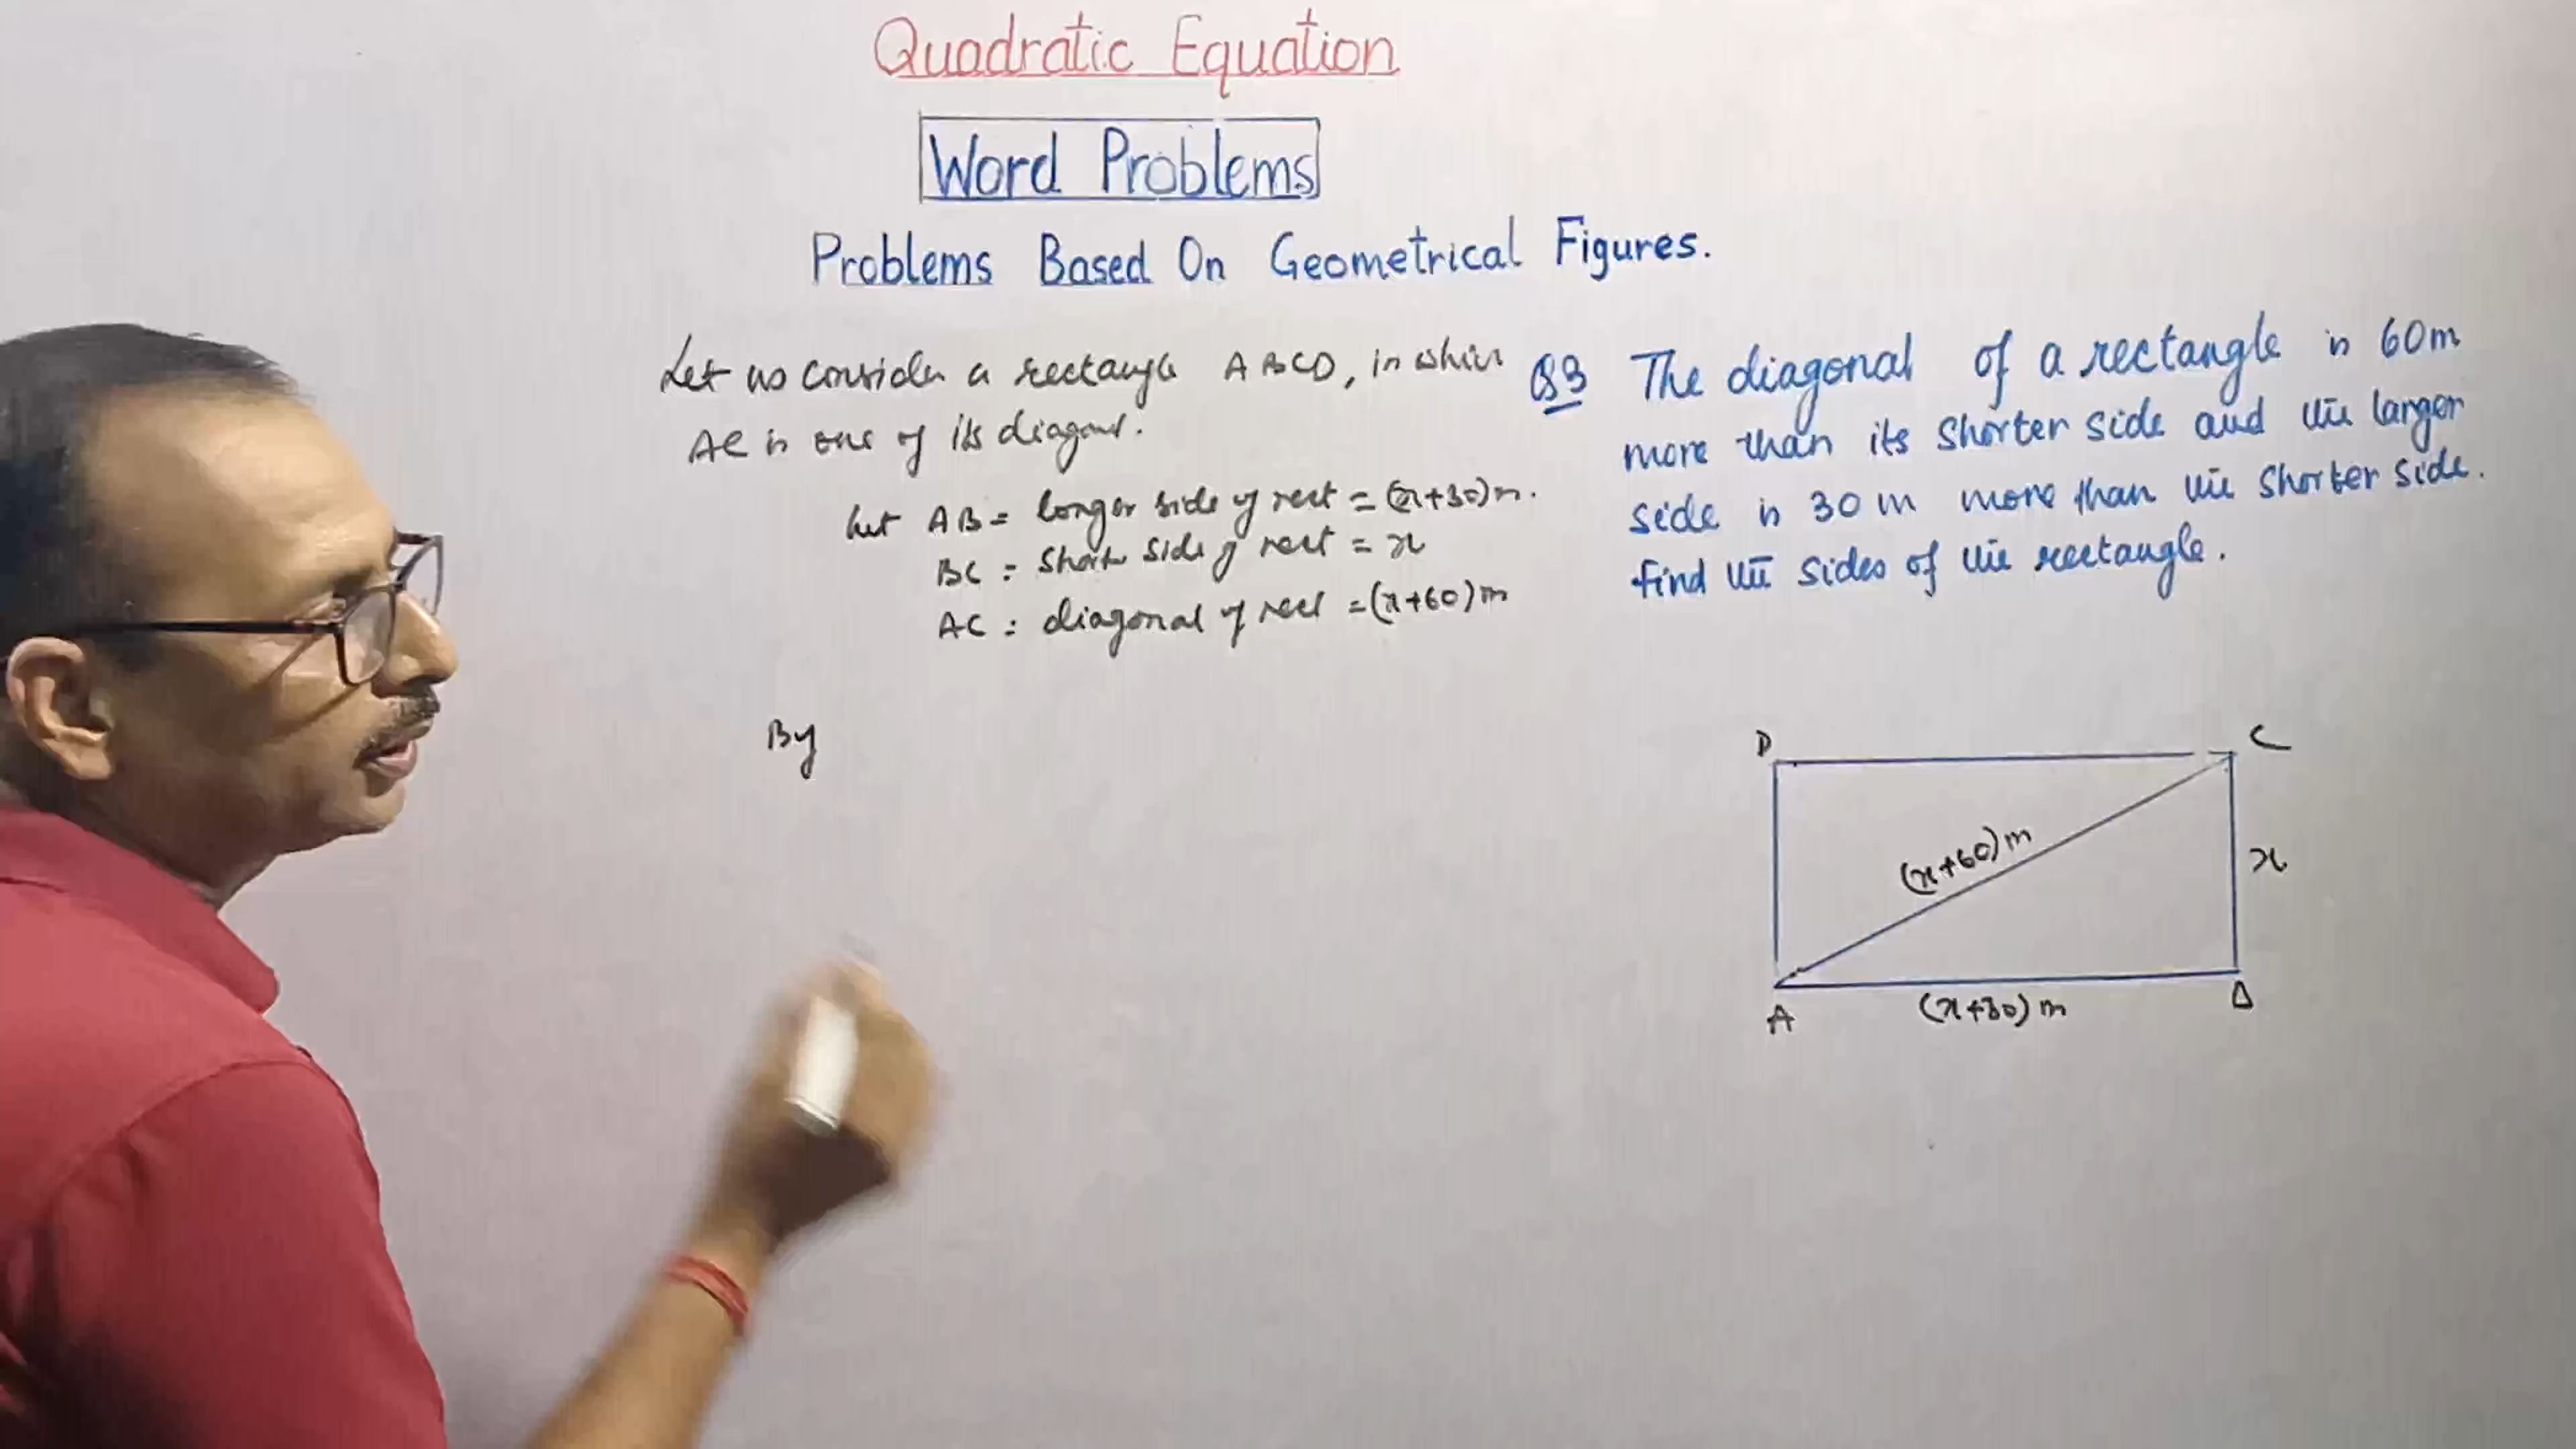 Quadratic Equation
Word Problems
Problems Based On Geometrical Figures.
Let us consider a rectangle ABCD, in which
AC is one of its diagonal.
let AB = longer side of rect = (x+30)m.
BC = Shorter side of rect = x
AC = diagonal of rect = (x+60)m
By
Q3 The diagonal of a rectangle is 60m
more than its shorter side and the larger
side is 30 m more than the shorter side.
find the sides of the rectangle.
D C
(x+60)m
x
A (x+30)m B